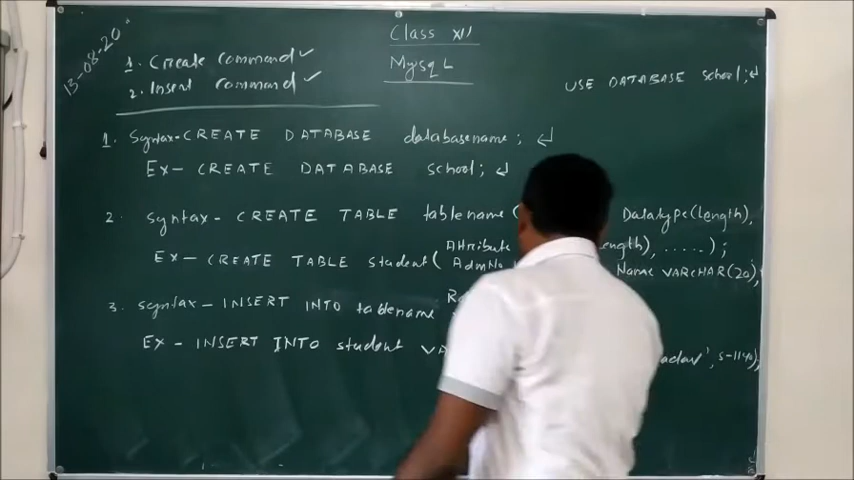 13-08-20
Class XII
MysqL
1. Create command ✓
2. Insert command ✓
USE DATABASE school; ↲
1. Syntax-CREATE DATABASE databasename; ↲
Ex- CREATE DATABASE school; ↲
2. syntax- CREATE TABLE tablename( Datatype(Length),
Attribute Length), .....);
Ex- CREATE TABLE student( AdmNo Name VARCHAR(20),
3. syntax- INSERT INTO tablename
Ex - INSERT INTO student , S-1140),